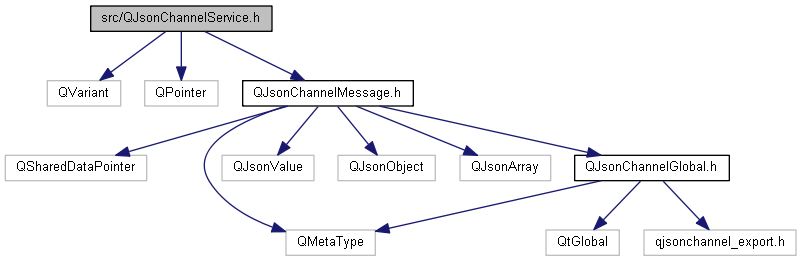 src/QJsonChannelService.h
QVariant
QPointer
QJsonChannelMessage.h
QSharedDataPointer
QJsonValue
QJsonObject
QJsonArray
QJsonChannelGlobal.h
QMetaType
QtGlobal
qjsonchannel_export.h